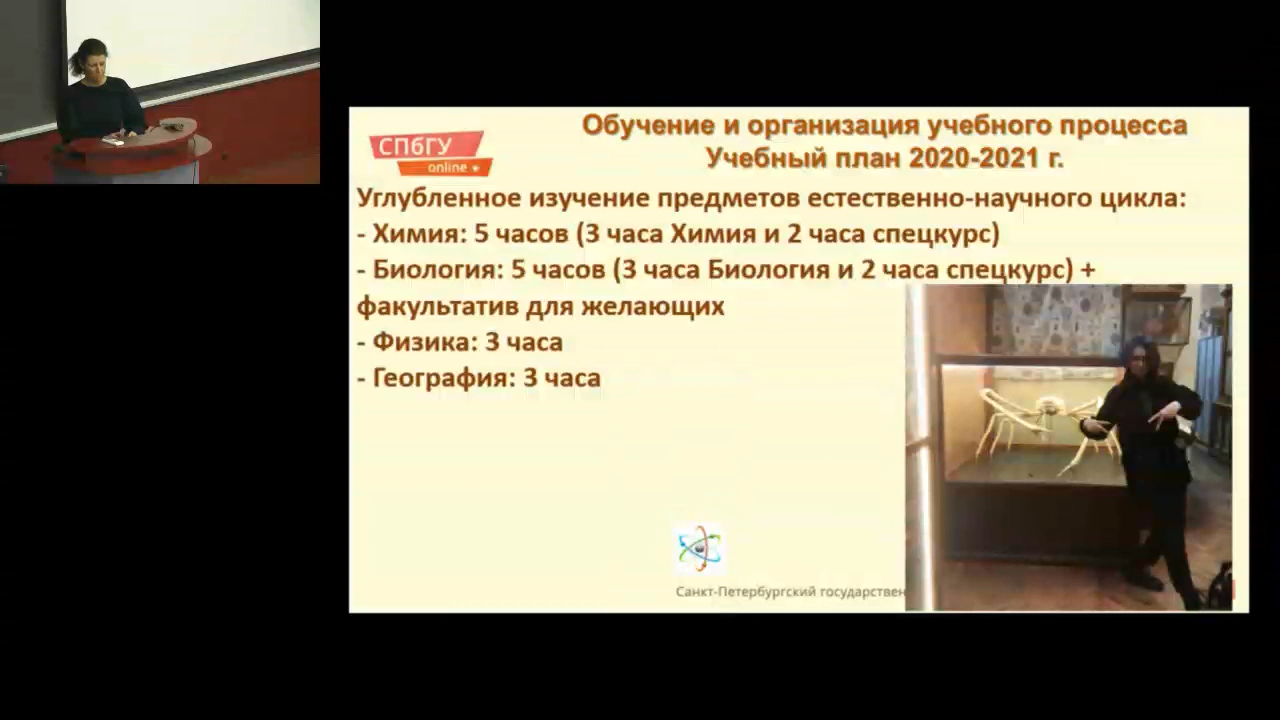 СПбГУ
online
Обучение и организация учебного процесса
Учебный план 2020-2021 г.
Углубленное изучение предметов естественно-научного цикла:
- Химия: 5 часов (3 часа Химия и 2 часа спецкурс)
- Биология: 5 часов (3 часа Биология и 2 часа спецкурс) +
факультатив для желающих
- Физика: 3 часа
- География: 3 часа
Санкт-Петербургский государствен